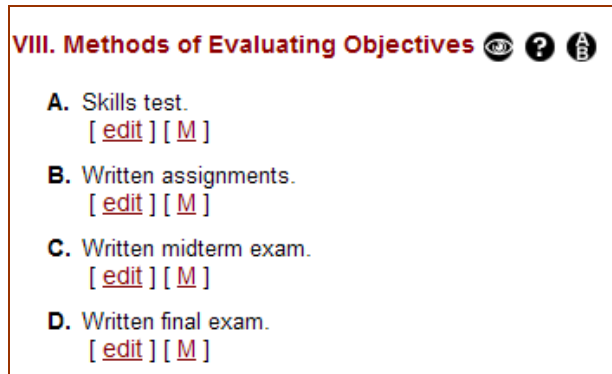 VIII. Methods of Evaluating Objectives ? A B
A. Skills test.
[ edit ] [ M ]
B. Written assignments.
[ edit ] [ M ]
C. Written midterm exam.
[ edit ] [ M ]
D. Written final exam.
[ edit ] [ M ]